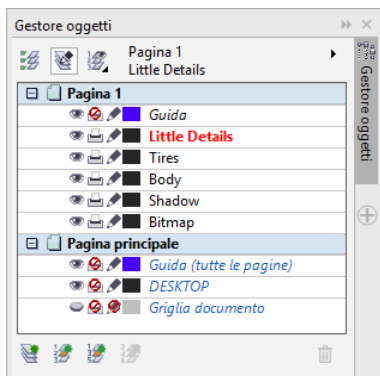 Gestore oggetti
Pagina 1
Little Details
Pagina 1
Guida
Little Details
Tires
Body
Shadow
Bitmap
Pagina principale
Guida (tutte le pagine)
DESKTOP
Griglia documento
Gestore oggetti